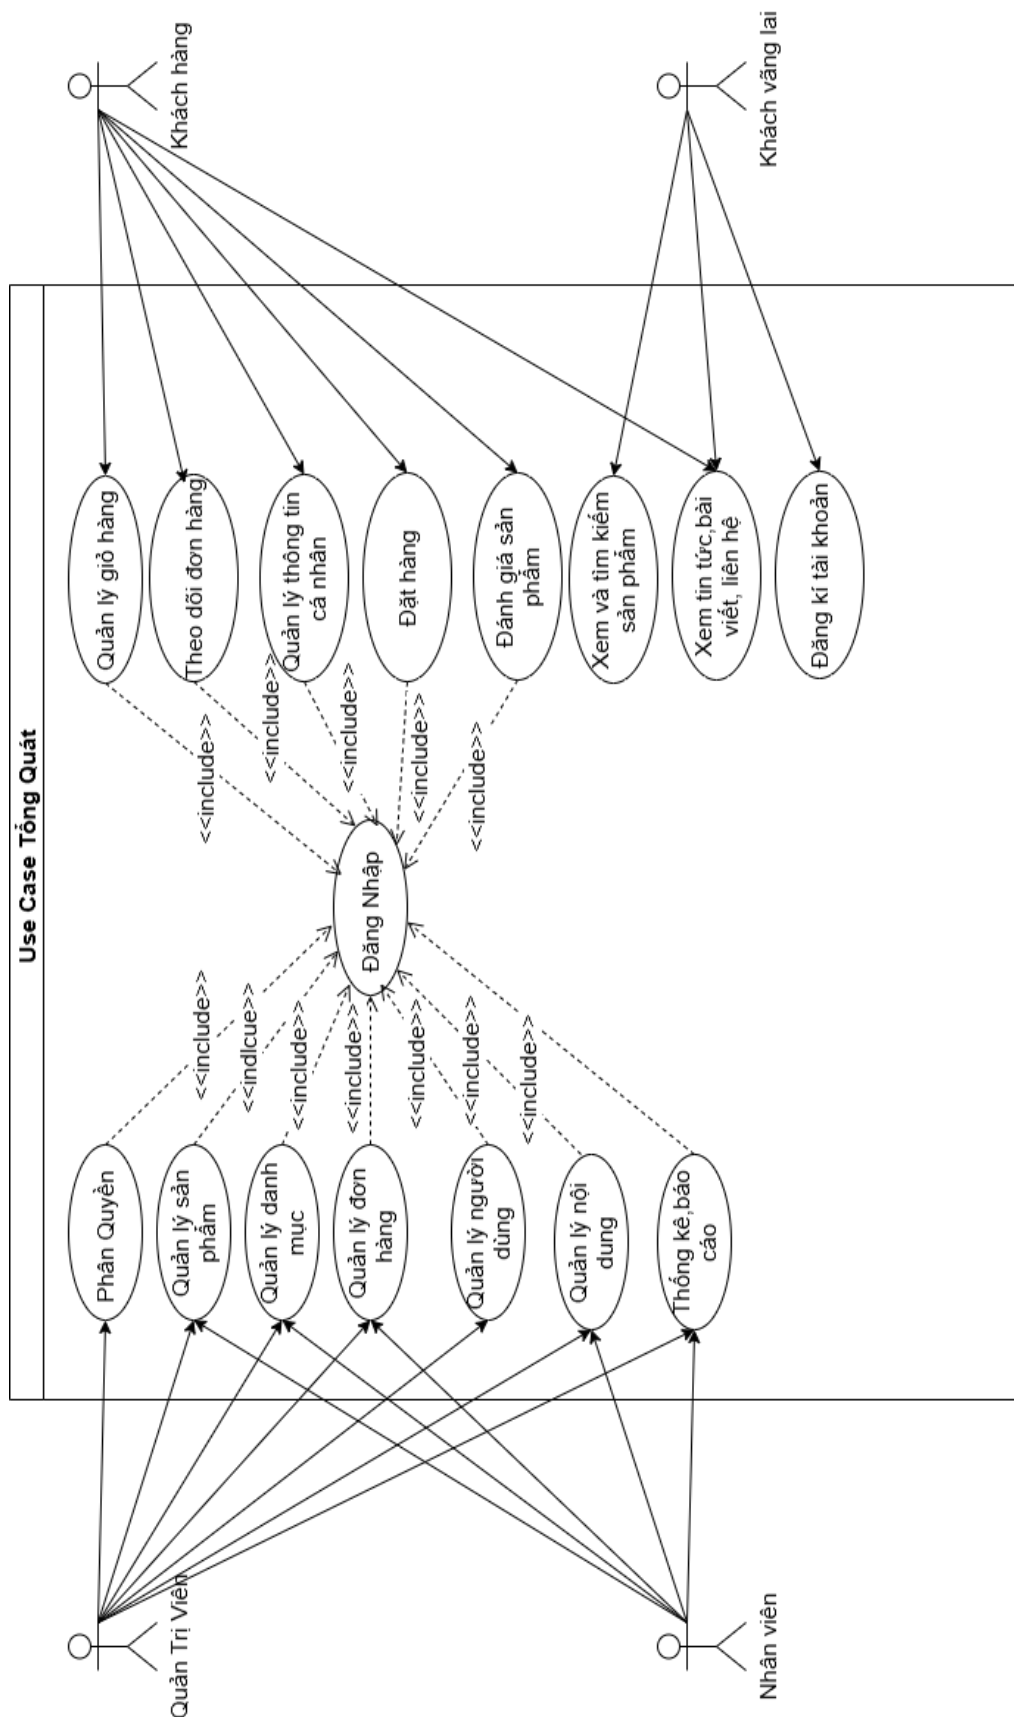 Use Case Tổng Quát
Quản Trị Viên
Nhân viên
Phân Quyền
Quản lý sản
phẩm
Quản lý danh
mục
Quản lý đơn
hàng
Quản lý người
dùng
Quản lý nội
dung
Thống kê,báo
cáo
<<include>>
<<indlcue>>
<<include>>
<<include>>
<<include>>
<<include>>
<<include>>
Đăng Nhập
<<include>>
<<include>>
<<include>>
<<include>>
<<include>>
Quản lý giỏ hàng
Theo dõi đơn hàng
Quản lý thông tin
cá nhân
Đặt hàng
Đánh giá sản
phẩm
Xem và tìm kiếm
sản phẩm
Xem tin tức,bài
viết, liên hệ
Đăng kí tài khoản
Khách hàng
Khách vãng lai